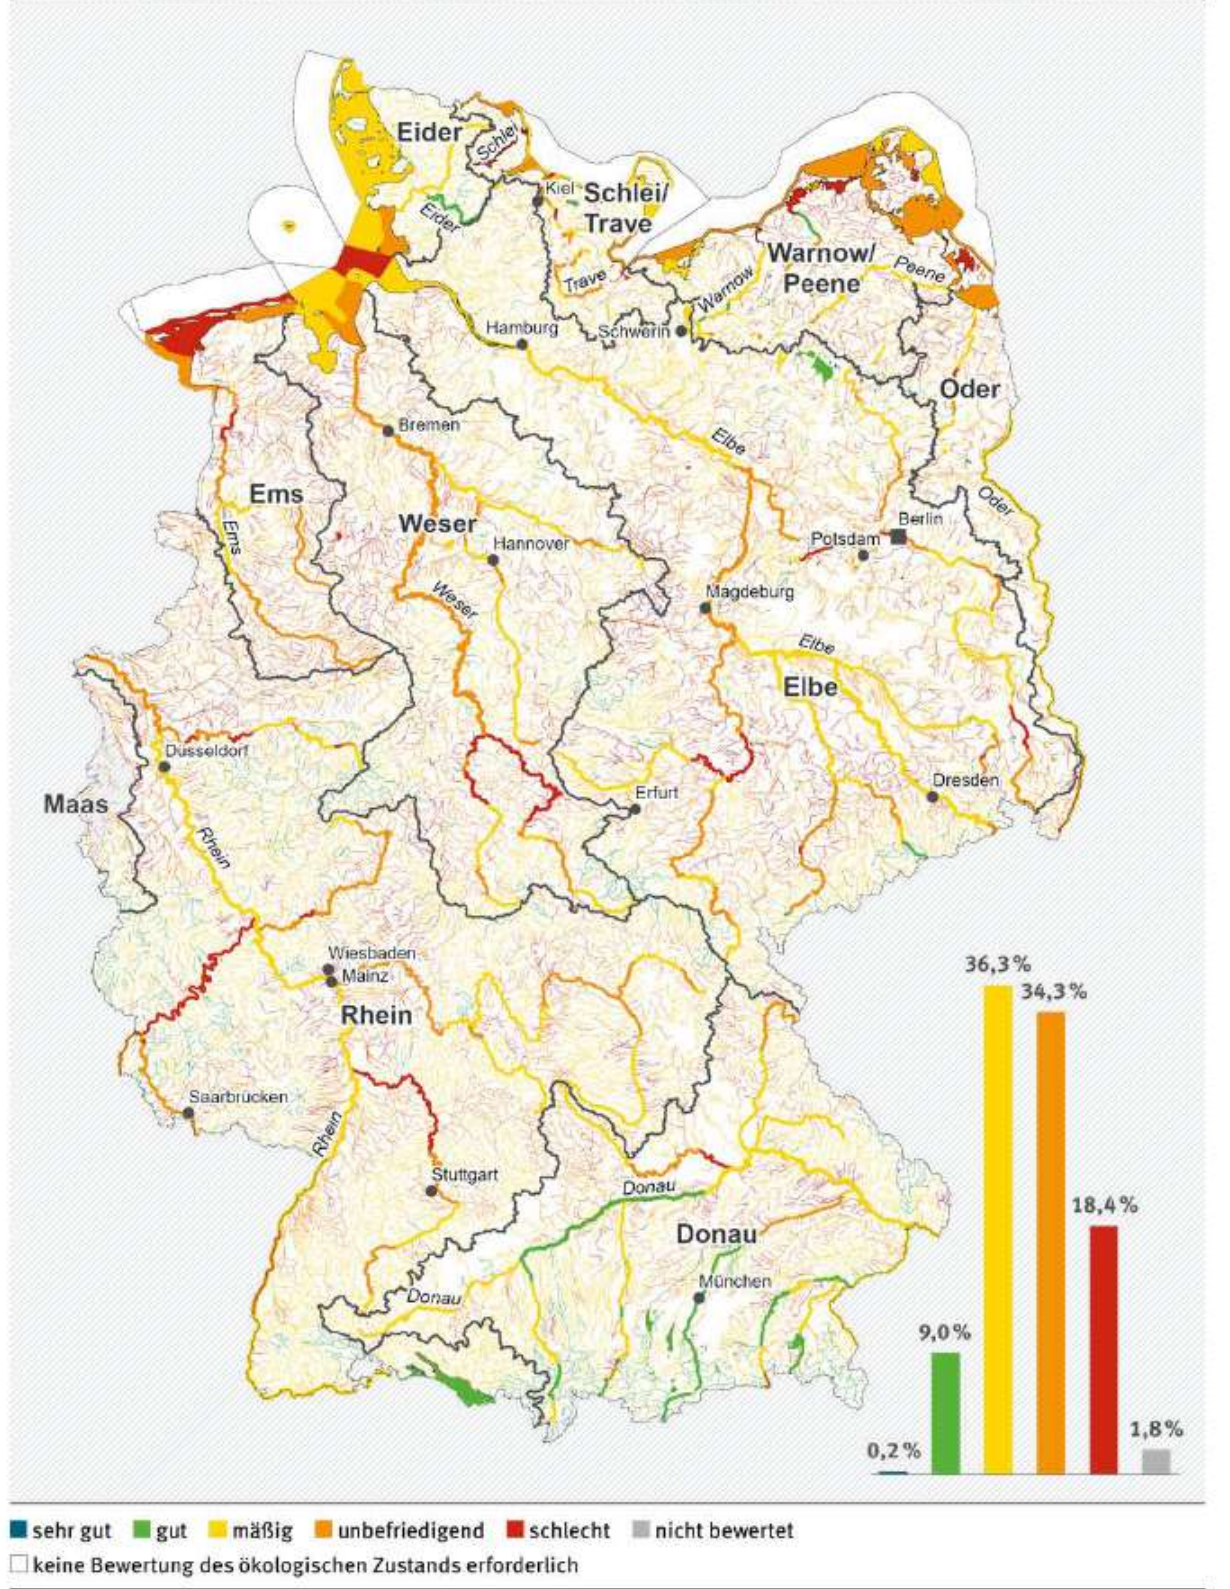 Eider
Schlei
Kiel
Schlei/
Trave
Eider
Warnow/
Peene
Peene
Trave
Warnow
Hamburg
Schwerin
Oder
Bremen
Elbe
Ems
Oder
Ems
Weser
Hannover
Berlin
Potsdam
Weser
Magdeburg
Elbe
Elbe
Düsseldorf
Maas
Erfurt
Dresden
Rhein
Wiesbaden
Mainz
Rhein
36,3 %
34,3 %
Saarbrücken
Rhein
Stuttgart
Donau
Donau
18,4 %
München
Donau
9,0 %
0,2 %
1,8 %
sehr gut gut mäßig unbefriedigend schlecht nicht bewertet
keine Bewertung des ökologischen Zustands erforderlich